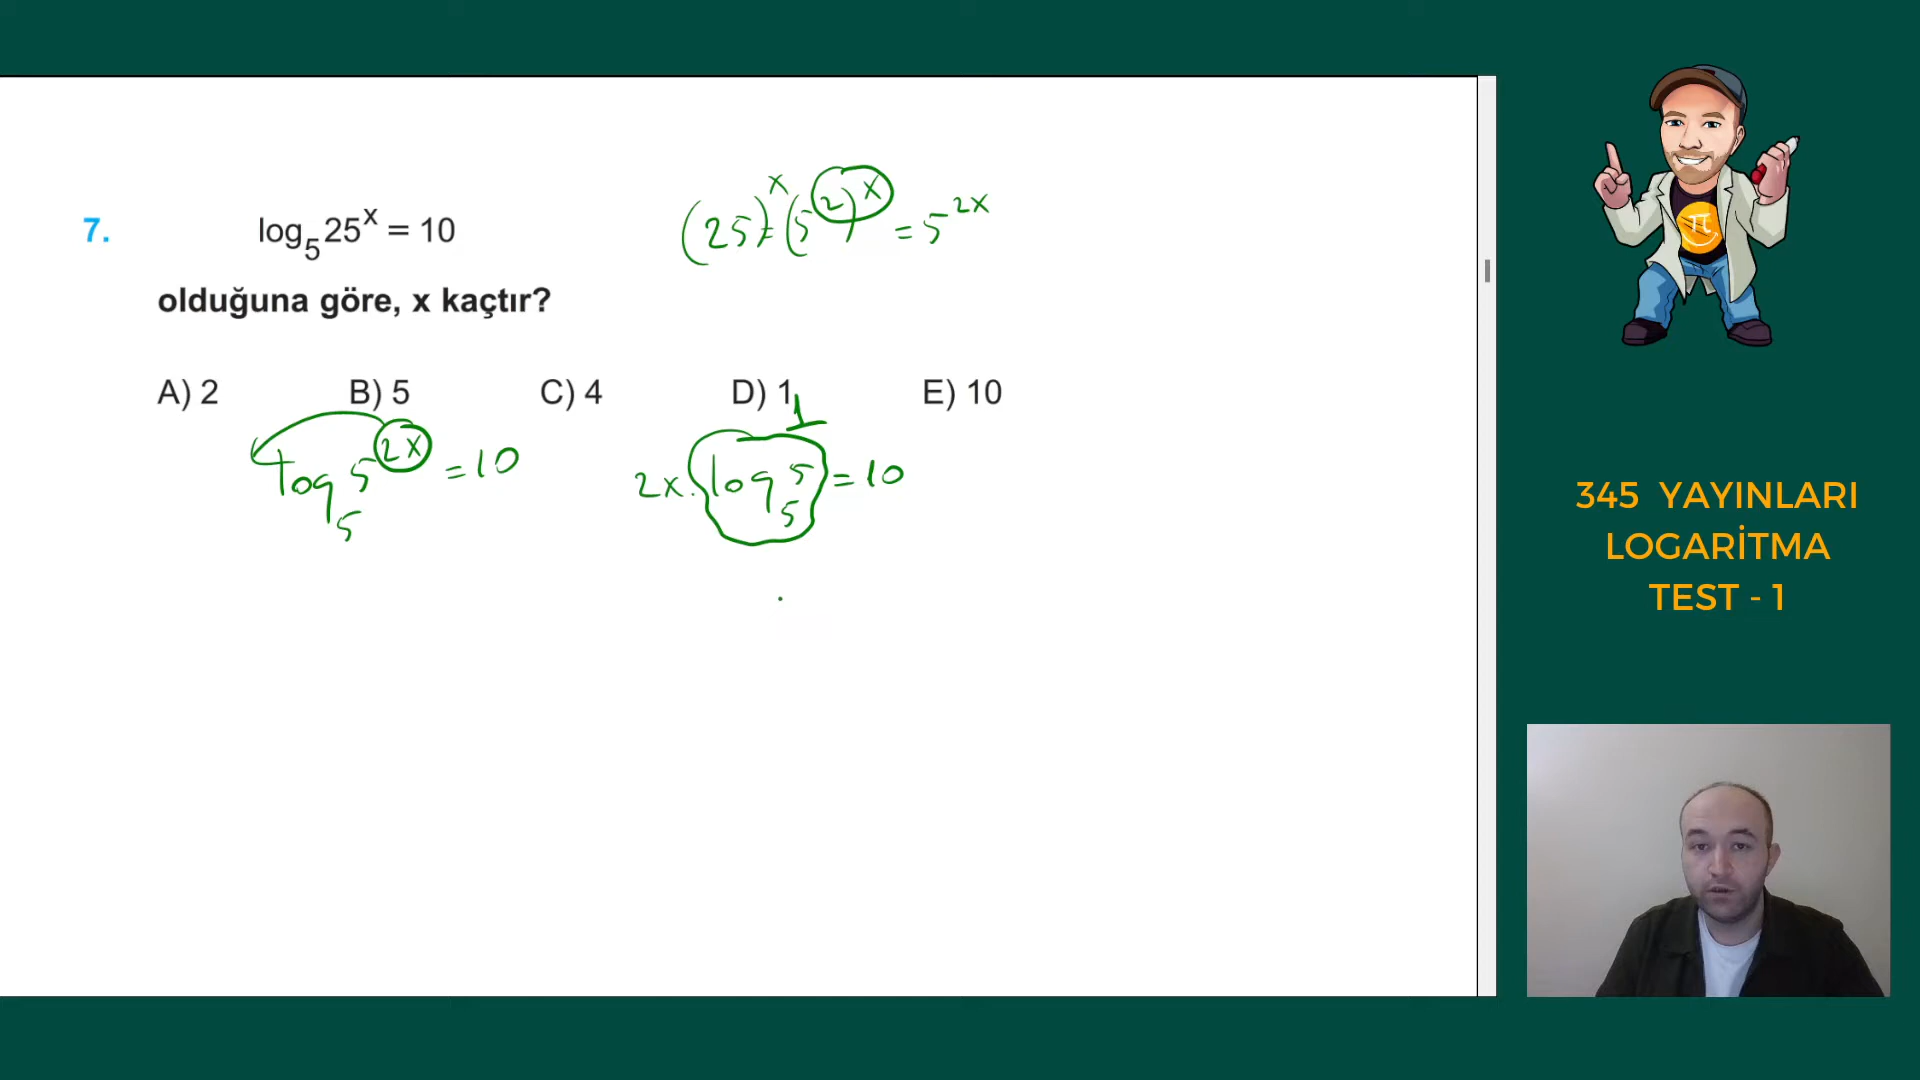 7. log₅25ˣ = 10
(25)ˣ = (5²)ˣ = 5²ˣ
olduğuna göre, x kaçtır?
A) 2 B) 5 C) 4 D) 1 E) 10
1
log₅5²ˣ = 10
2x.log₅5 = 10
π
345 YAYINLARI
LOGARİTMA
TEST - 1